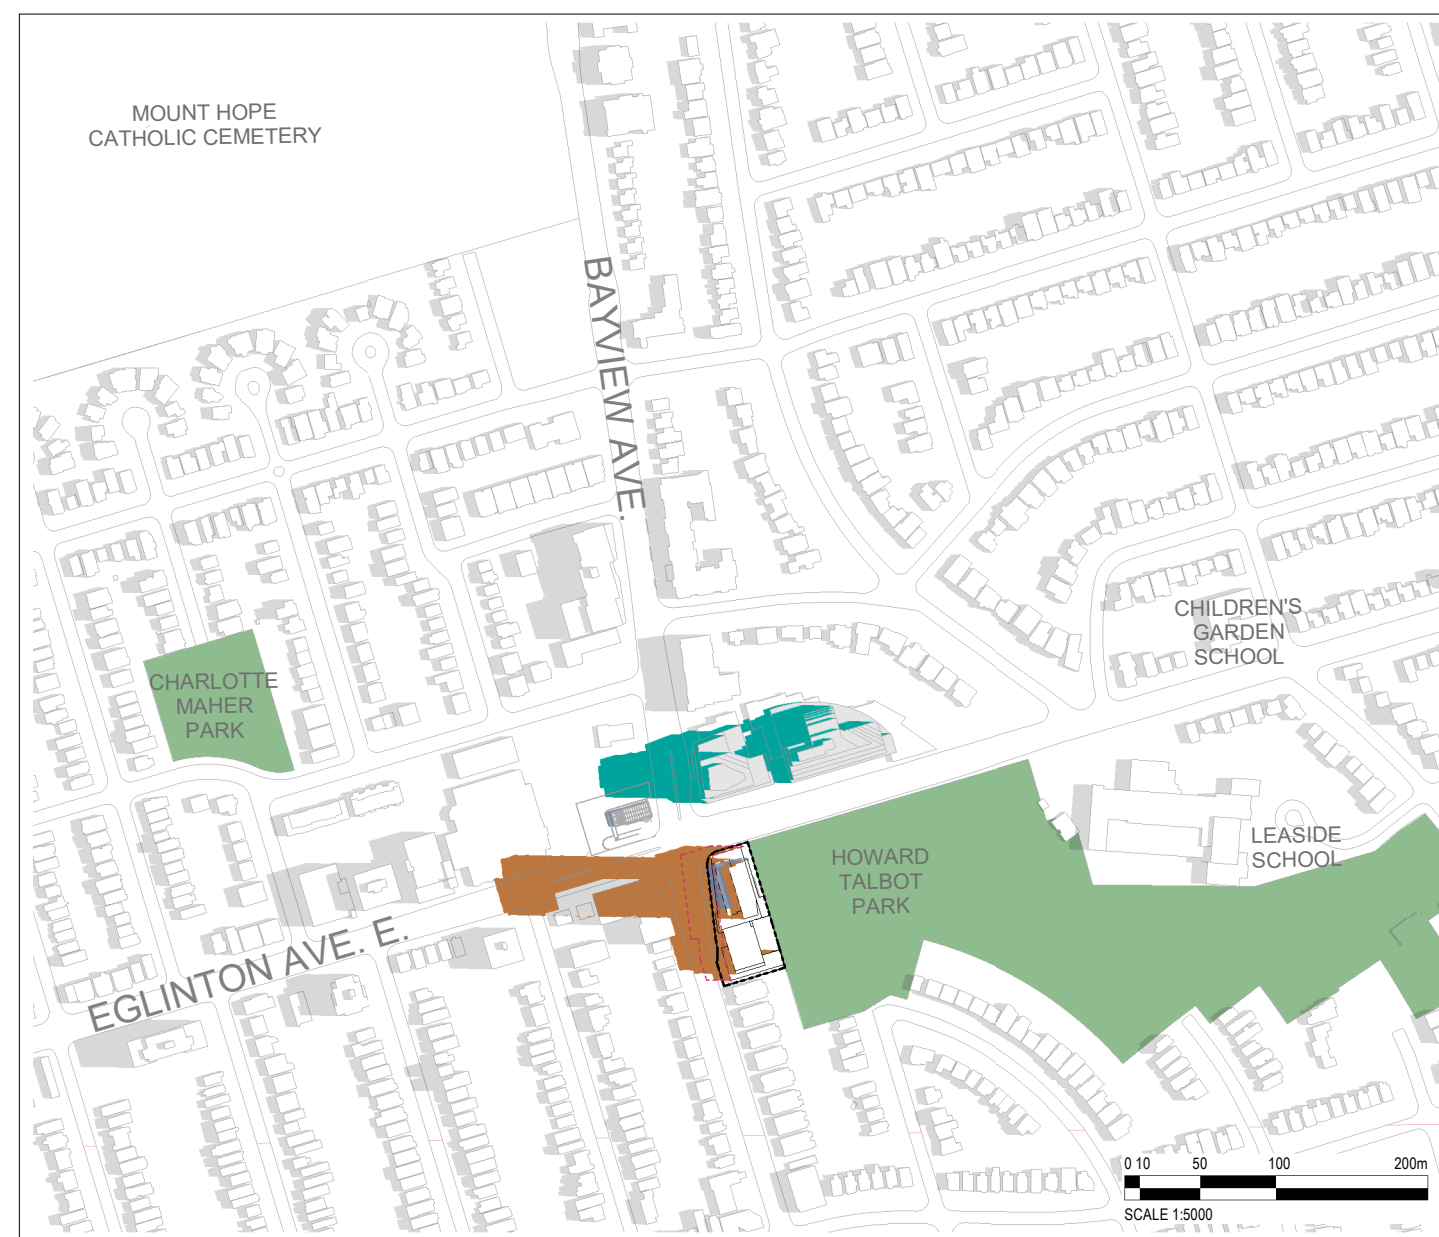 MOUNT HOPE
CATHOLIC CEMETERY
BAYVIEW AVE.
CHILDREN'S
GARDEN
SCHOOL
CHARLOTTE
MAHER
PARK
LEASIDE
SCHOOL
HOWARD
TALBOT
PARK
EGLINTON AVE. E.
0 10 50 100 200m
SCALE 1:5000